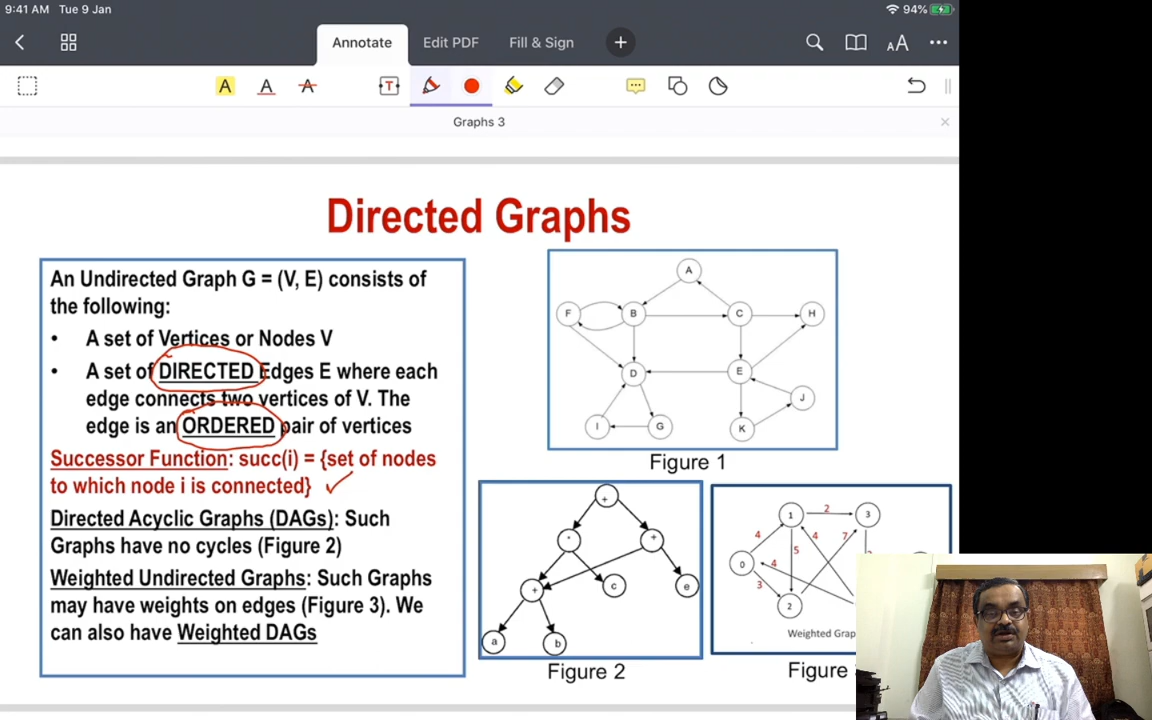 9:41 AM Tue 9 Jan
94%
Annotate
Edit PDF
Fill & Sign
Graphs 3
Directed Graphs
An Undirected Graph G = (V, E) consists of
the following:
• A set of Vertices or Nodes V
• A set of DIRECTED Edges E where each
edge connects two vertices of V. The
edge is an ORDERED pair of vertices
Successor Function: succ(i) = {set of nodes
to which node i is connected}
Directed Acyclic Graphs (DAGs): Such
Graphs have no cycles (Figure 2)
Weighted Undirected Graphs: Such Graphs
may have weights on edges (Figure 3). We
can also have Weighted DAGs
A
F B C H
D E
J
I G K
Figure 1
+
* +
+ c e
a b
Figure 2
1 2 3
4 4 7
5
0 4
3
2
Weighted Grap
Figure